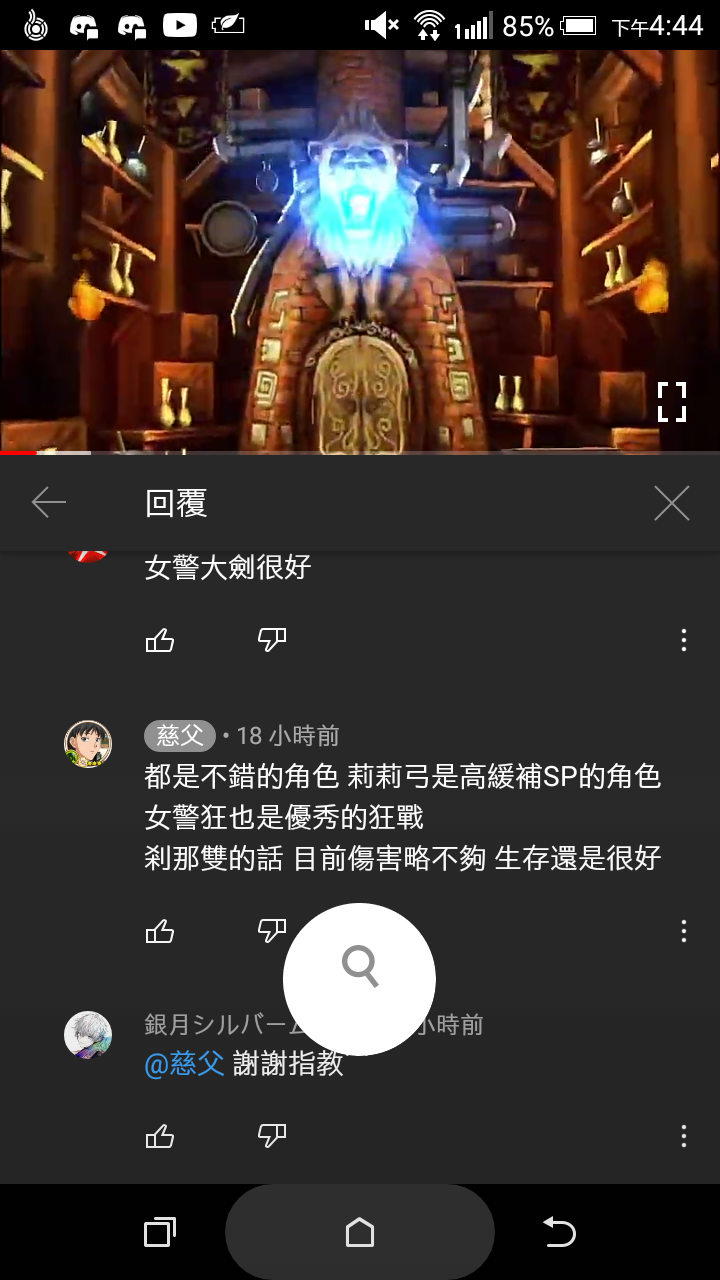 85% 下午4:44
回覆
女警大劍很好
慈父 • 18 小時前
都是不錯的角色 莉莉弓是高緩補SP的角色
女警狂也是優秀的狂戰
剎那雙的話 目前傷害略不夠 生存還是很好
銀月シルバー 小時前
@慈父 謝謝指教